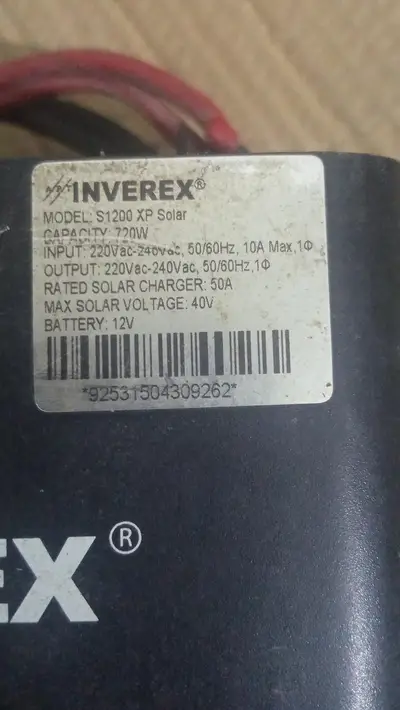 INVEREX®
MODEL: S1200 XP Solar
CAPACITY: 720W
INPUT: 220Vac-240Vac, 50/60Hz, 10A Max,1Φ
OUTPUT: 220Vac-240Vac, 50/60Hz,1Φ
RATED SOLAR CHARGER: 50A
MAX SOLAR VOLTAGE: 40V
BATTERY: 12V
*92531504309262*
EX®